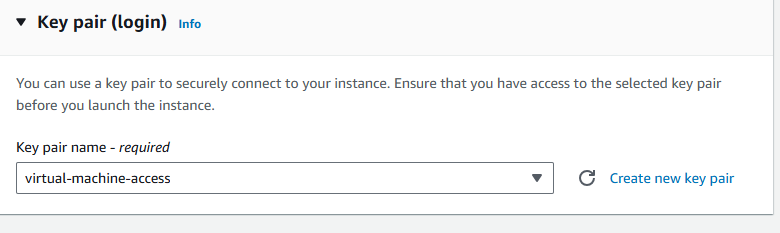 Key pair (login) Info
You can use a key pair to securely connect to your instance. Ensure that you have access to the selected key pair
before you launch the instance.
Key pair name - required
virtual-machine-access
Create new key pair